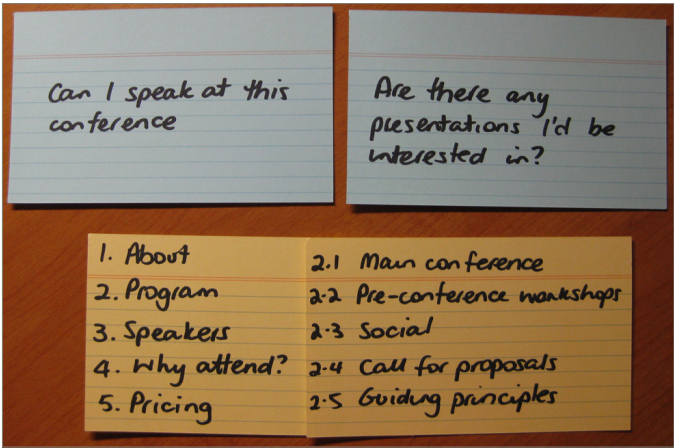 Can I speak at this
conference
Are there any
presentations I'd be
interested in?
1. About
2. Program
3. Speakers
4. Why attend?
5. Pricing
2.1 Main conference
2.2 Pre-conference workshops
2.3 Social
2.4 Call for proposals
2.5 Guiding principles